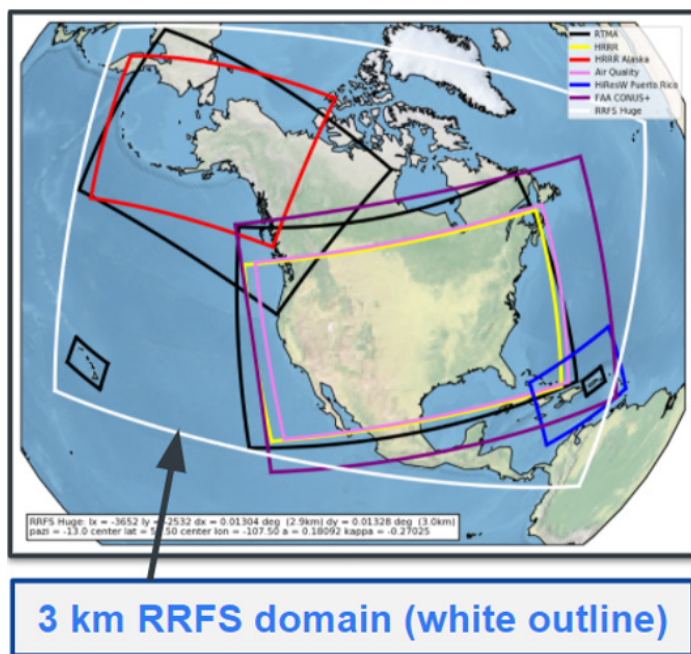 RTMA
HRRR
HRRR Alaska
Air Quality
HiResW Puerto Rico
FAA CONUS+
RRFS Huge
RRFS Huge: lx = -3652 ly = -2532 dx = 0.01304 deg (2.9km) dy = 0.01328 deg (3.0km)
pazi = -13.0 center lat = .50 center lon = -107.50 a = 0.18092 kappa = -0.27025
3 km RRFS domain (white outline)